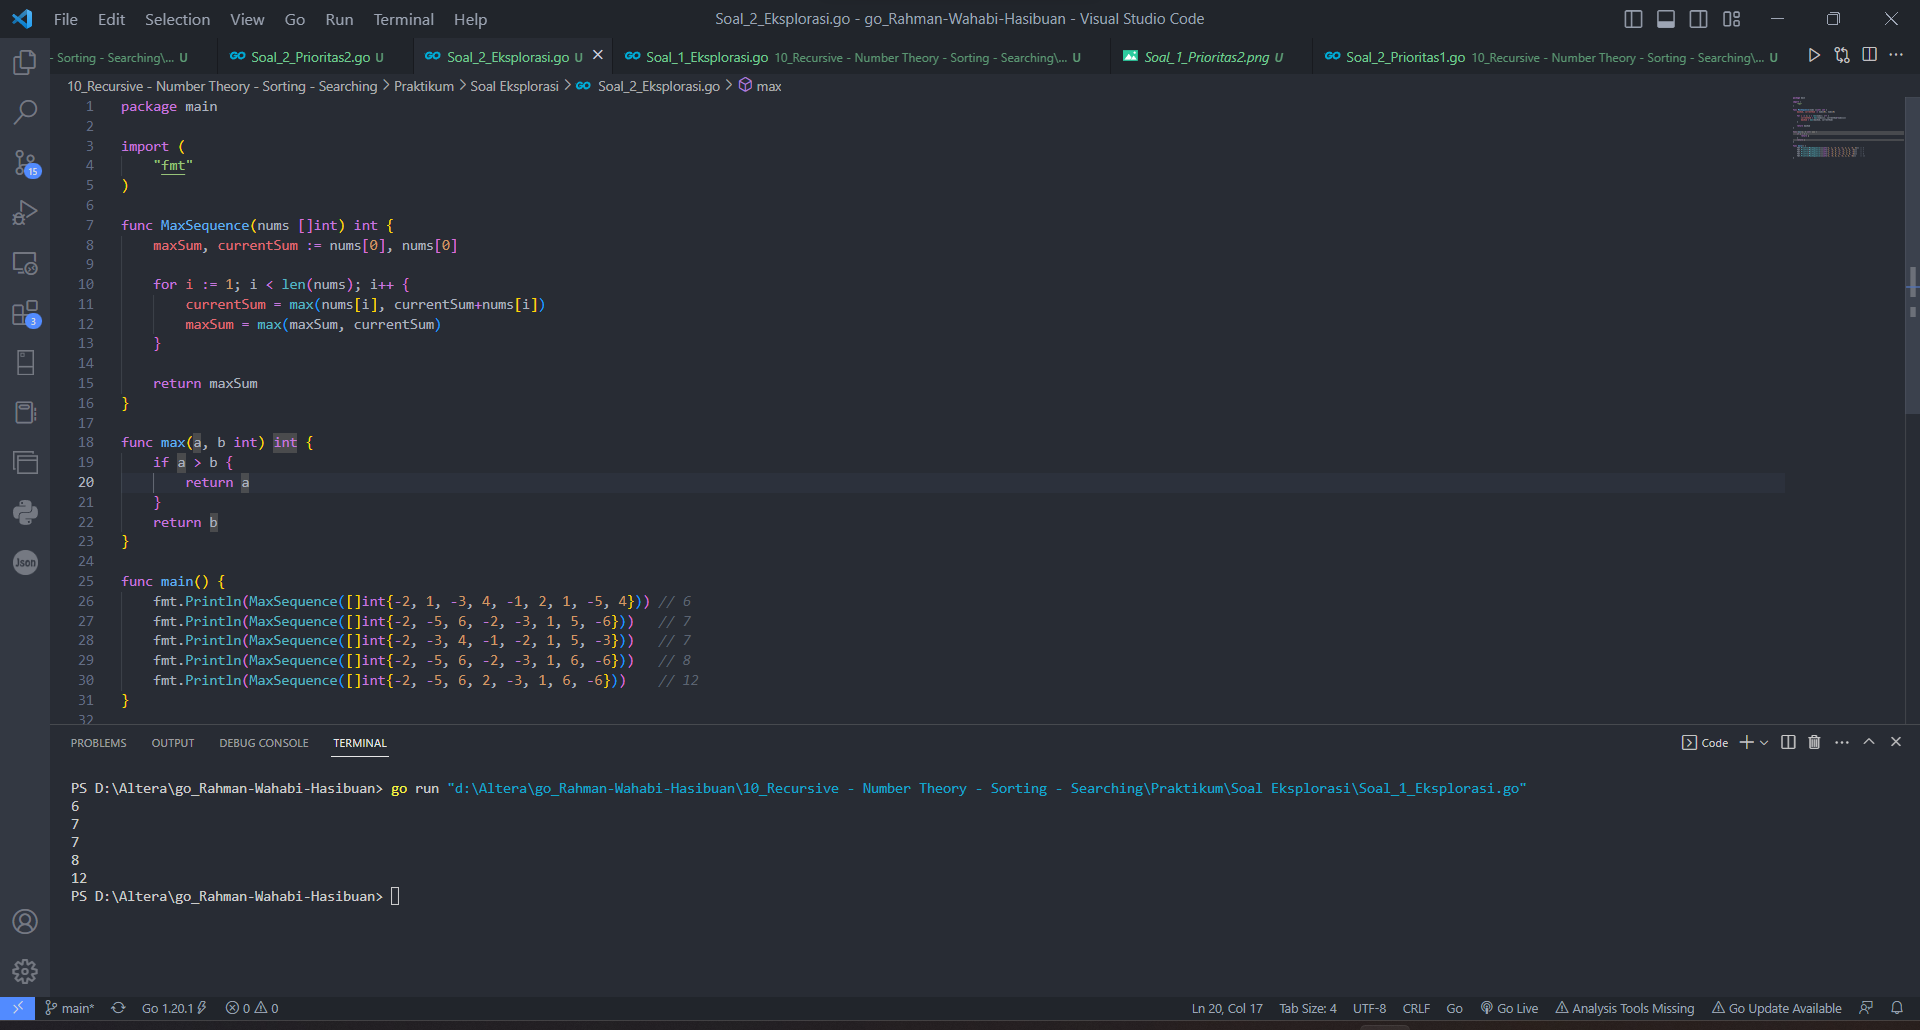 File Edit Selection View Go Run Terminal Help Soal_2_Eksplorasi.go - go_Rahman-Wahabi-Hasibuan - Visual Studio Code
- Sorting - Searching\... U Soal_2_Prioritas2.go U Soal_2_Eksplorasi.go U Soal_1_Eksplorasi.go 10_Recursive - Number Theory - Sorting - Searching\... U Soal_1_Prioritas2.png U Soal_2_Prioritas1.go 10_Recursive - Number Theory - Sorting - Searching\... U
10_Recursive - Number Theory - Sorting - Searching > Praktikum > Soal Eksplorasi > Soal_2_Eksplorasi.go > max
1 package main
2
3 import (
4     "fmt"
5 )
6
7 func MaxSequence(nums []int) int {
8     maxSum, currentSum := nums[0], nums[0]
9
10     for i := 1; i < len(nums); i++ {
11         currentSum = max(nums[i], currentSum+nums[i])
12         maxSum = max(maxSum, currentSum)
13     }
14
15     return maxSum
16 }
17
18 func max(a, b int) int {
19     if a > b {
20         return a
21     }
22     return b
23 }
24
25 func main() {
26     fmt.Println(MaxSequence([]int{-2, 1, -3, 4, -1, 2, 1, -5, 4})) // 6
27     fmt.Println(MaxSequence([]int{-2, -5, 6, -2, -3, 1, 5, -6}))   // 7
28     fmt.Println(MaxSequence([]int{-2, -3, 4, -1, -2, 1, 5, -3}))   // 7
29     fmt.Println(MaxSequence([]int{-2, -5, 6, -2, -3, 1, 6, -6}))   // 8
30     fmt.Println(MaxSequence([]int{-2, -5, 6, 2, -3, 1, 6, -6}))    // 12
31 }
32
15
3
Json
PROBLEMS OUTPUT DEBUG CONSOLE TERMINAL Code
PS D:\Altera\go_Rahman-Wahabi-Hasibuan> go run "d:\Altera\go_Rahman-Wahabi-Hasibuan\10_Recursive - Number Theory - Sorting - Searching\Praktikum\Soal Eksplorasi\Soal_1_Eksplorasi.go"
6
7
7
8
12
PS D:\Altera\go_Rahman-Wahabi-Hasibuan>
main* Go 1.20.1 0 0 Ln 20, Col 17 Tab Size: 4 UTF-8 CRLF Go Go Live Analysis Tools Missing Go Update Available